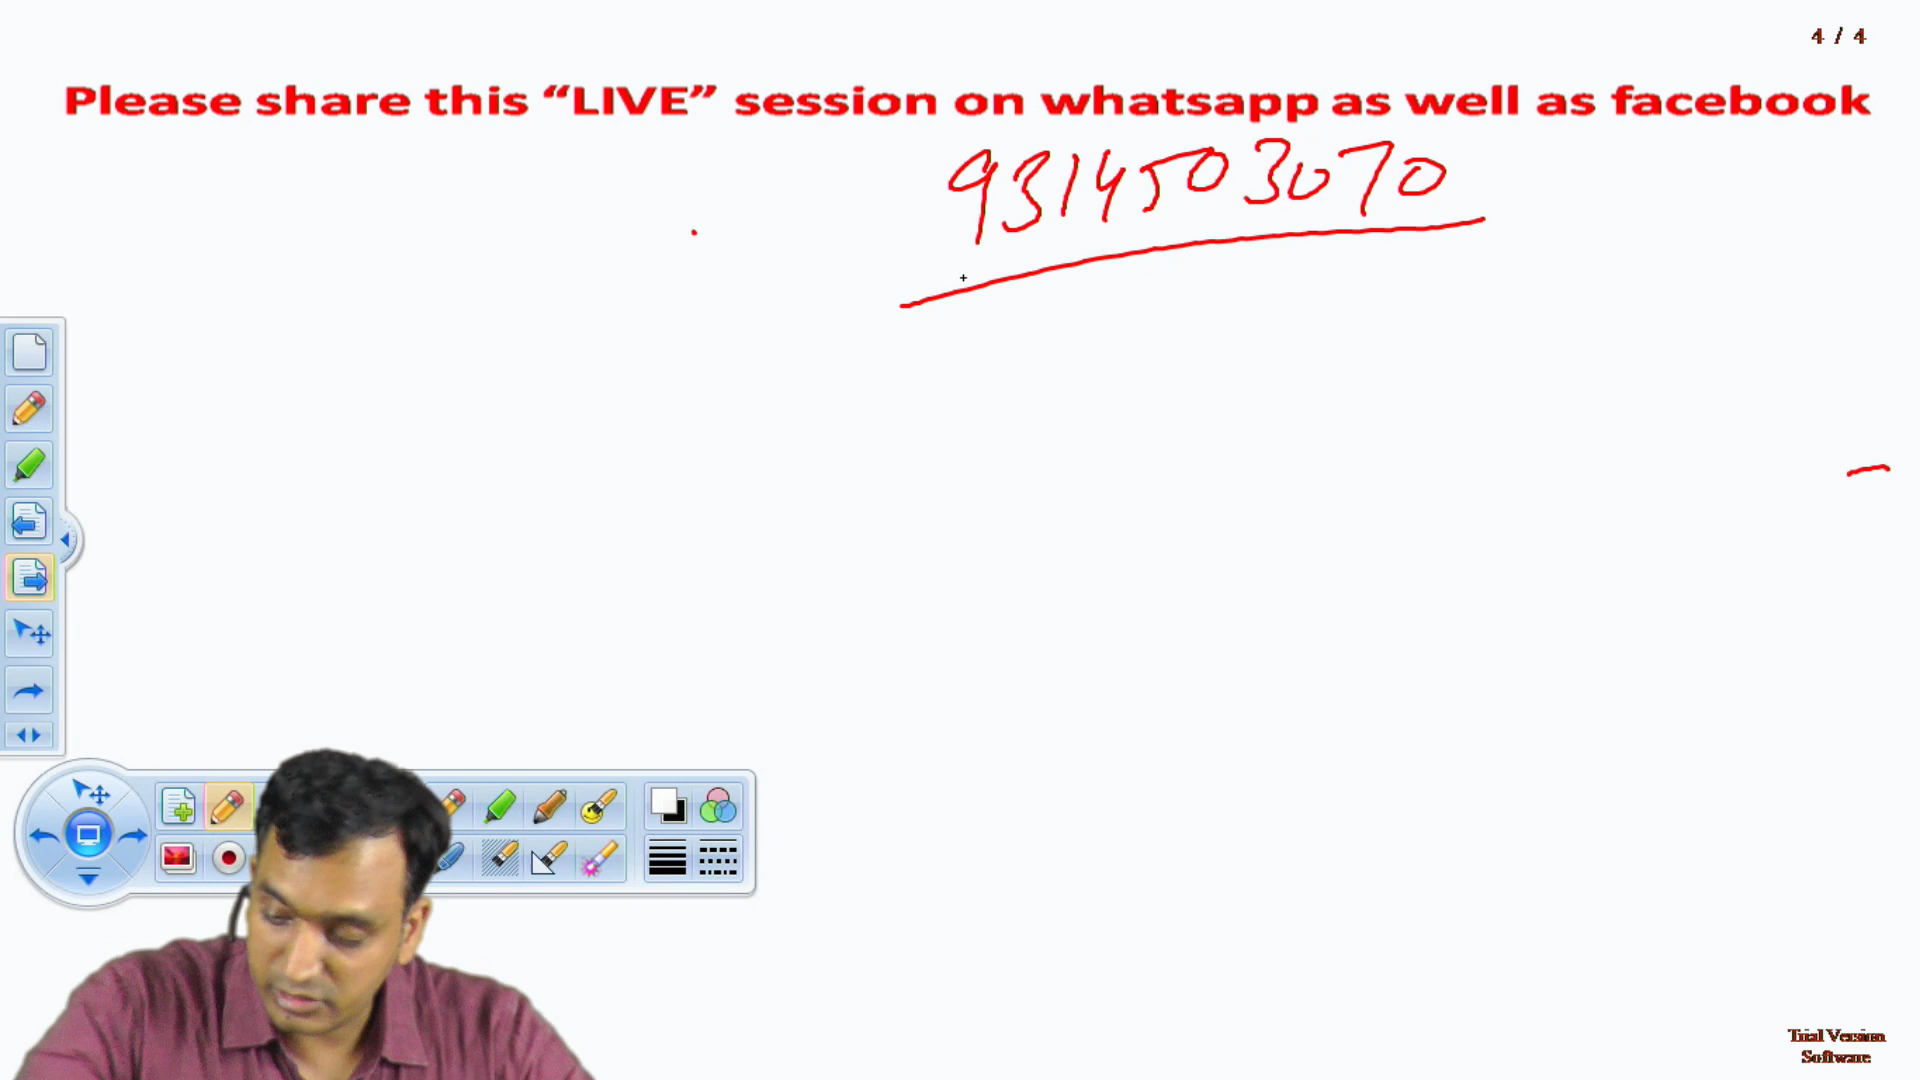 4 / 4
Please share this “LIVE” session on whatsapp as well as facebook
9314503070
Trial Version
Software